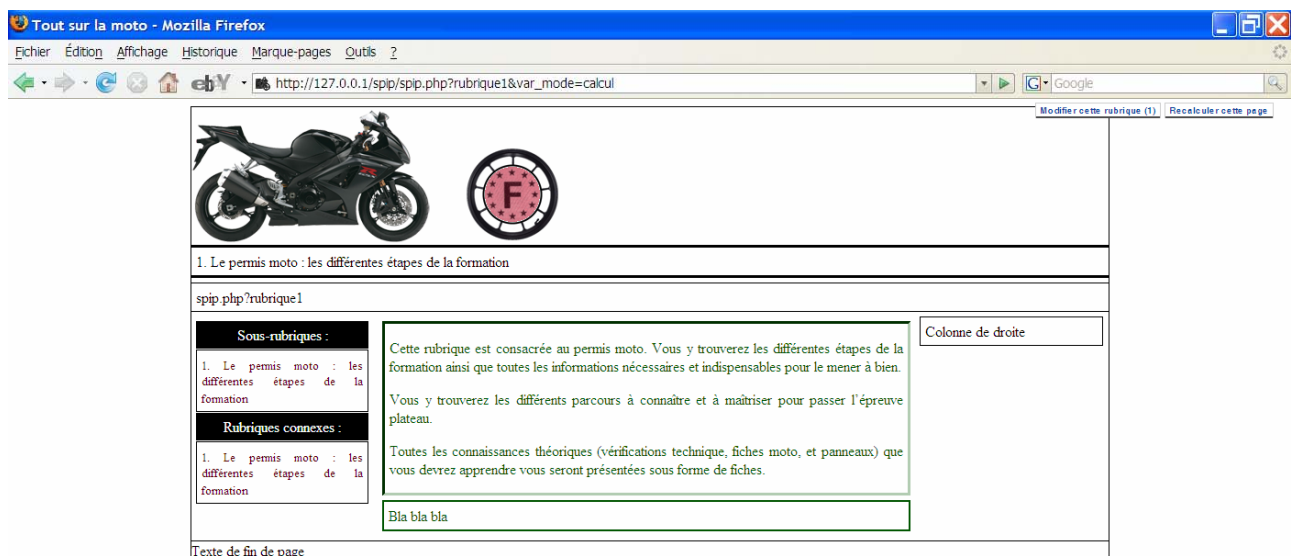 Tout sur la moto - Mozilla Firefox
Fichier Édition Affichage Historique Marque-pages Outils ?
ebY http://127.0.0.1/spip/spip.php?rubrique1&var_mode=calcul G Google
Modifier cette rubrique (1) Recalculer cette page
R
F
1. Le permis moto : les différentes étapes de la formation
spip.php?rubrique1
Sous-rubriques :
1. Le permis moto : les
différentes étapes de la
formation
Rubriques connexes :
1. Le permis moto : les
différentes étapes de la
formation
Cette rubrique est consacrée au permis moto. Vous y trouverez les différentes étapes de la
formation ainsi que toutes les informations nécessaires et indispensables pour le mener à bien.
Vous y trouverez les différents parcours à connaître et à maîtriser pour passer l'épreuve
plateau.
Toutes les connaissances théoriques (vérifications technique, fiches moto, et panneaux) que
vous devrez apprendre vous seront présentées sous forme de fiches.
Bla bla bla
Colonne de droite
Texte de fin de page